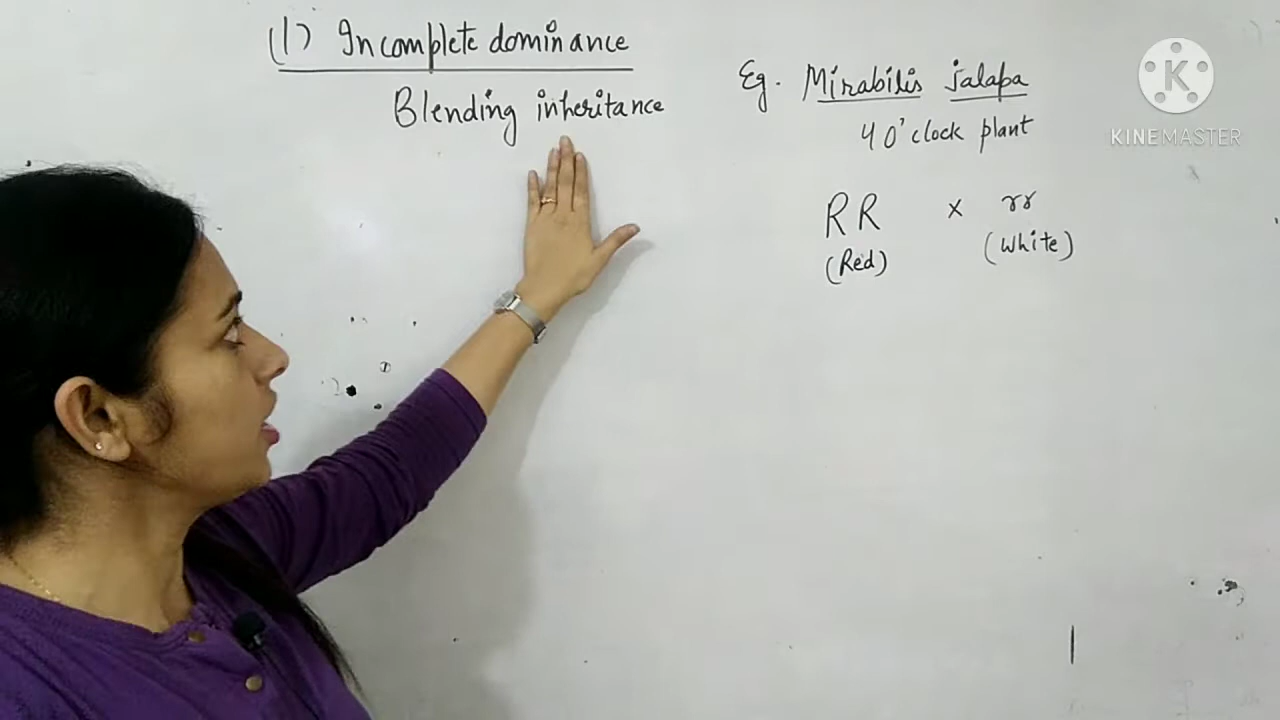 (1) Incomplete dominance
Blending inheritance
Eg. Mirabilis jalapa
4 O'clock plant
RR x rr
(Red) (White)
K
KINEMASTER